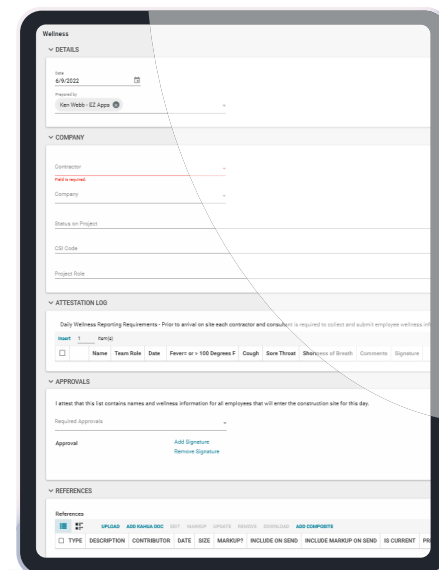 Wellness
DETAILS
Date
6/9/2022
Prepared by
Ken Webb - EZ Apps
COMPANY
Contractor
Field is required.
Company
Status on Project
CSI Code
Project Role
ATTESTATION LOG
Daily Wellness Reporting Requirements - Prior to arrival on site each contractor and consultant is required to collect and submit employee wellness
Insert 1 Item(s)
Name Team Role Date Fever= or > 100 Degrees F Cough Sore Throat Shortness of Breath Comments Signature
APPROVALS
I attest that this list contains names and wellness information for all employees that will enter the construction site for this day.
Required Approvals
Approval Add Signature
Remove Signature
REFERENCES
References
UPLOAD ADD KAHUA DOC EDIT MARKUP UPDATE REMOVE DOWNLOAD ADD COMPOSITE
TYPE DESCRIPTION CONTRIBUTOR DATE SIZE MARKUP? INCLUDE ON SEND INCLUDE MARKUP ON SEND IS CURRENT